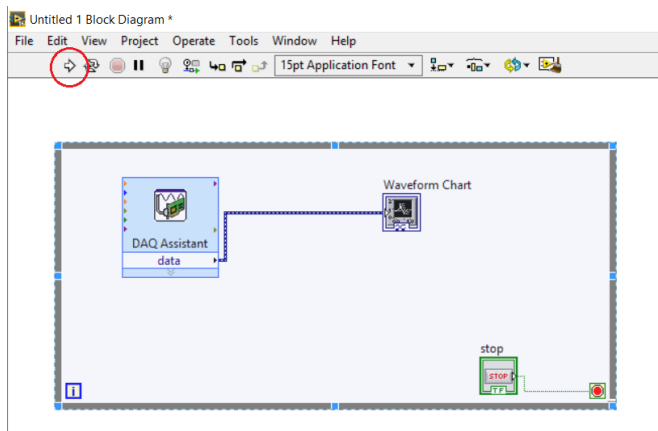 Untitled 1 Block Diagram *
File Edit View Project Operate Tools Window Help
15pt Application Font
Waveform Chart
DAQ Assistant
data
stop
STOP
TF
i